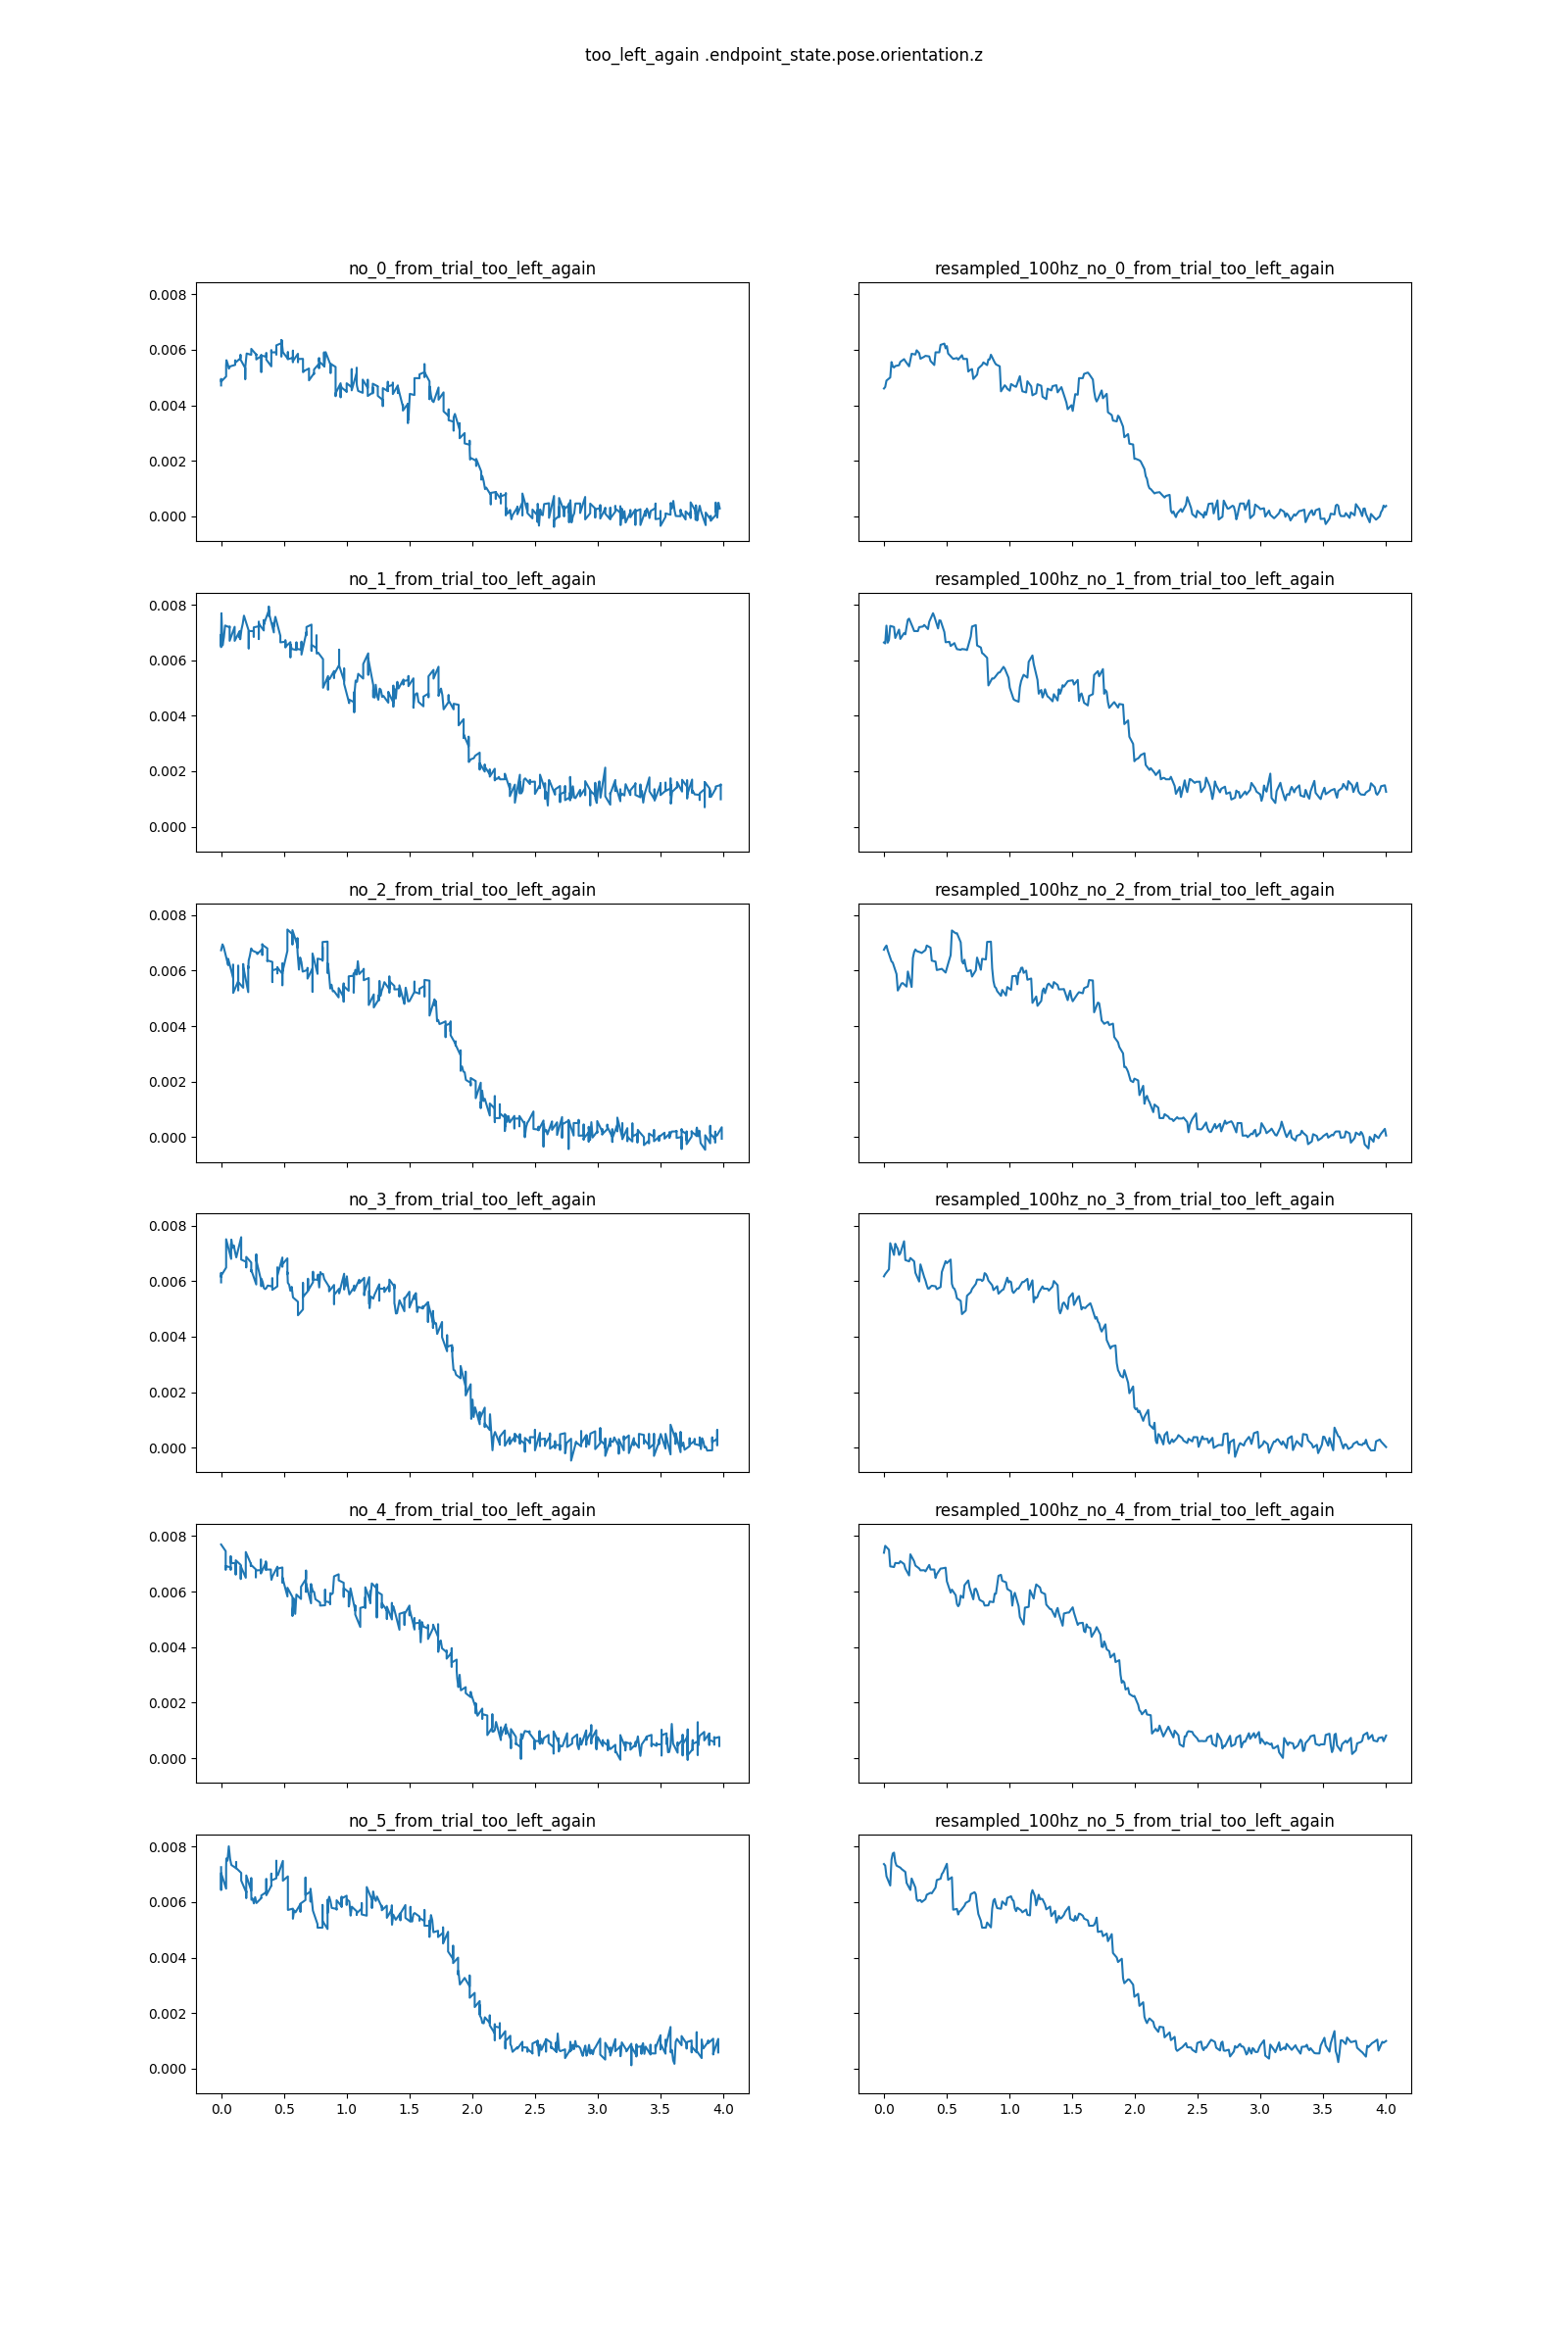 too_left_again .endpoint_state.pose.orientation.z
no_0_from_trial_too_left_again
resampled_100hz_no_0_from_trial_too_left_again
0.008
0.006
0.004
0.002
0.000
no_1_from_trial_too_left_again
resampled_100hz_no_1_from_trial_too_left_again
0.008
0.006
0.004
0.002
0.000
no_2_from_trial_too_left_again
resampled_100hz_no_2_from_trial_too_left_again
0.008
0.006
0.004
0.002
0.000
no_3_from_trial_too_left_again
resampled_100hz_no_3_from_trial_too_left_again
0.008
0.006
0.004
0.002
0.000
no_4_from_trial_too_left_again
resampled_100hz_no_4_from_trial_too_left_again
0.008
0.006
0.004
0.002
0.000
no_5_from_trial_too_left_again
resampled_100hz_no_5_from_trial_too_left_again
0.008
0.006
0.004
0.002
0.000
0.0 0.5 1.0 1.5 2.0 2.5 3.0 3.5 4.0
0.0 0.5 1.0 1.5 2.0 2.5 3.0 3.5 4.0